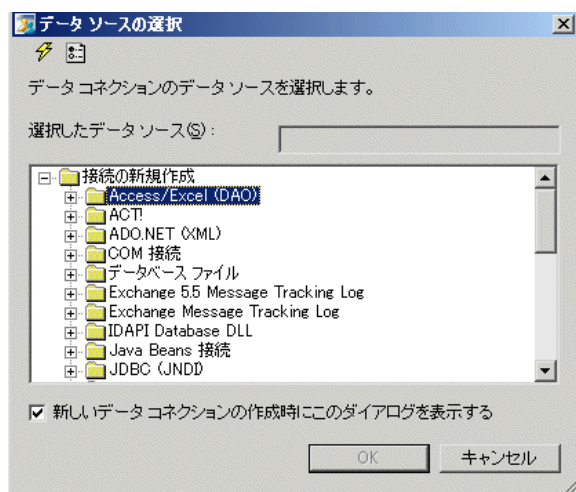 データ ソースの選択
データ コネクションのデータ ソースを選択します。
選択したデータ ソース(S):
接続の新規作成
Access/Excel (DAO)
ACT!
ADO.NET (XML)
COM 接続
データベース ファイル
Exchange 5.5 Message Tracking Log
Exchange Message Tracking Log
IDAPI Database DLL
Java Beans 接続
JDBC (JNDI)
新しいデータ コネクションの作成時にこのダイアログを表示する
OK
キャンセル